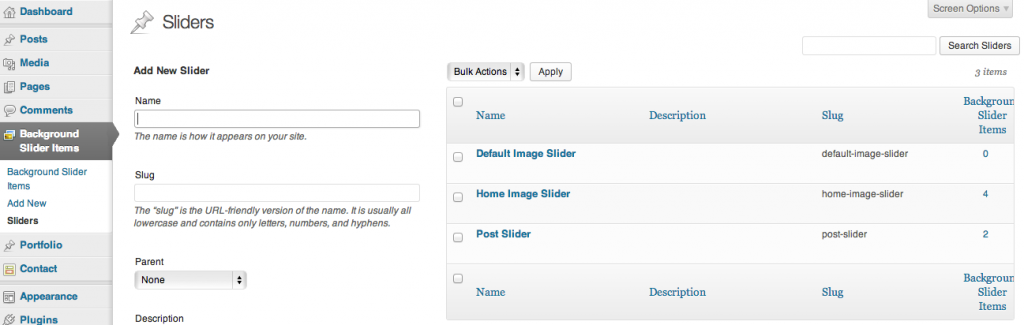 Dashboard
Posts
Media
Pages
Comments
Background
Slider Items
Background Slider
Items
Add New
Sliders
Portfolio
Contact
Appearance
Plugins
Screen Options
Sliders
Search Sliders
Add New Slider
Name
The name is how it appears on your site.
Slug
The "slug" is the URL-friendly version of the name. It is usually all
lowercase and contains only letters, numbers, and hyphens.
Parent
None
Description
Bulk Actions Apply 3 items
Name Description Slug Backgroun
Slider
Items
Default Image Slider default-image-slider 0
Home Image Slider home-image-slider 4
Post Slider post-slider 2
Name Description Slug Backgroun
Slider
Items